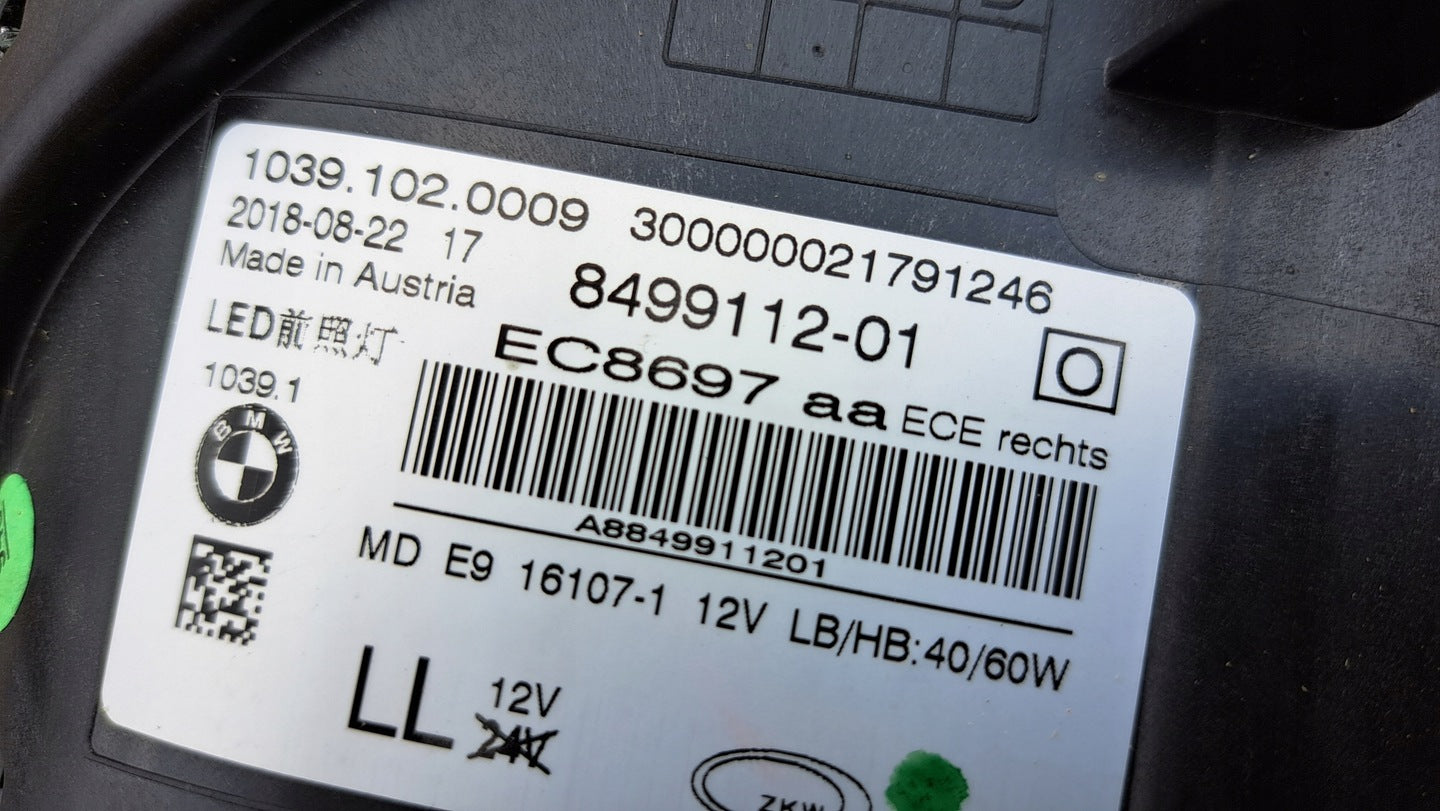 1039.102.0009 30000021791246
2018-08-22 17
Made in Austria
8499112-01
LED前照灯
EC8697 aa ECE rechts
1039.1
BMW
A8849911201
MD E9 16107-1 12V LB/HB:40/60W
LL 12V
24V
ZKW